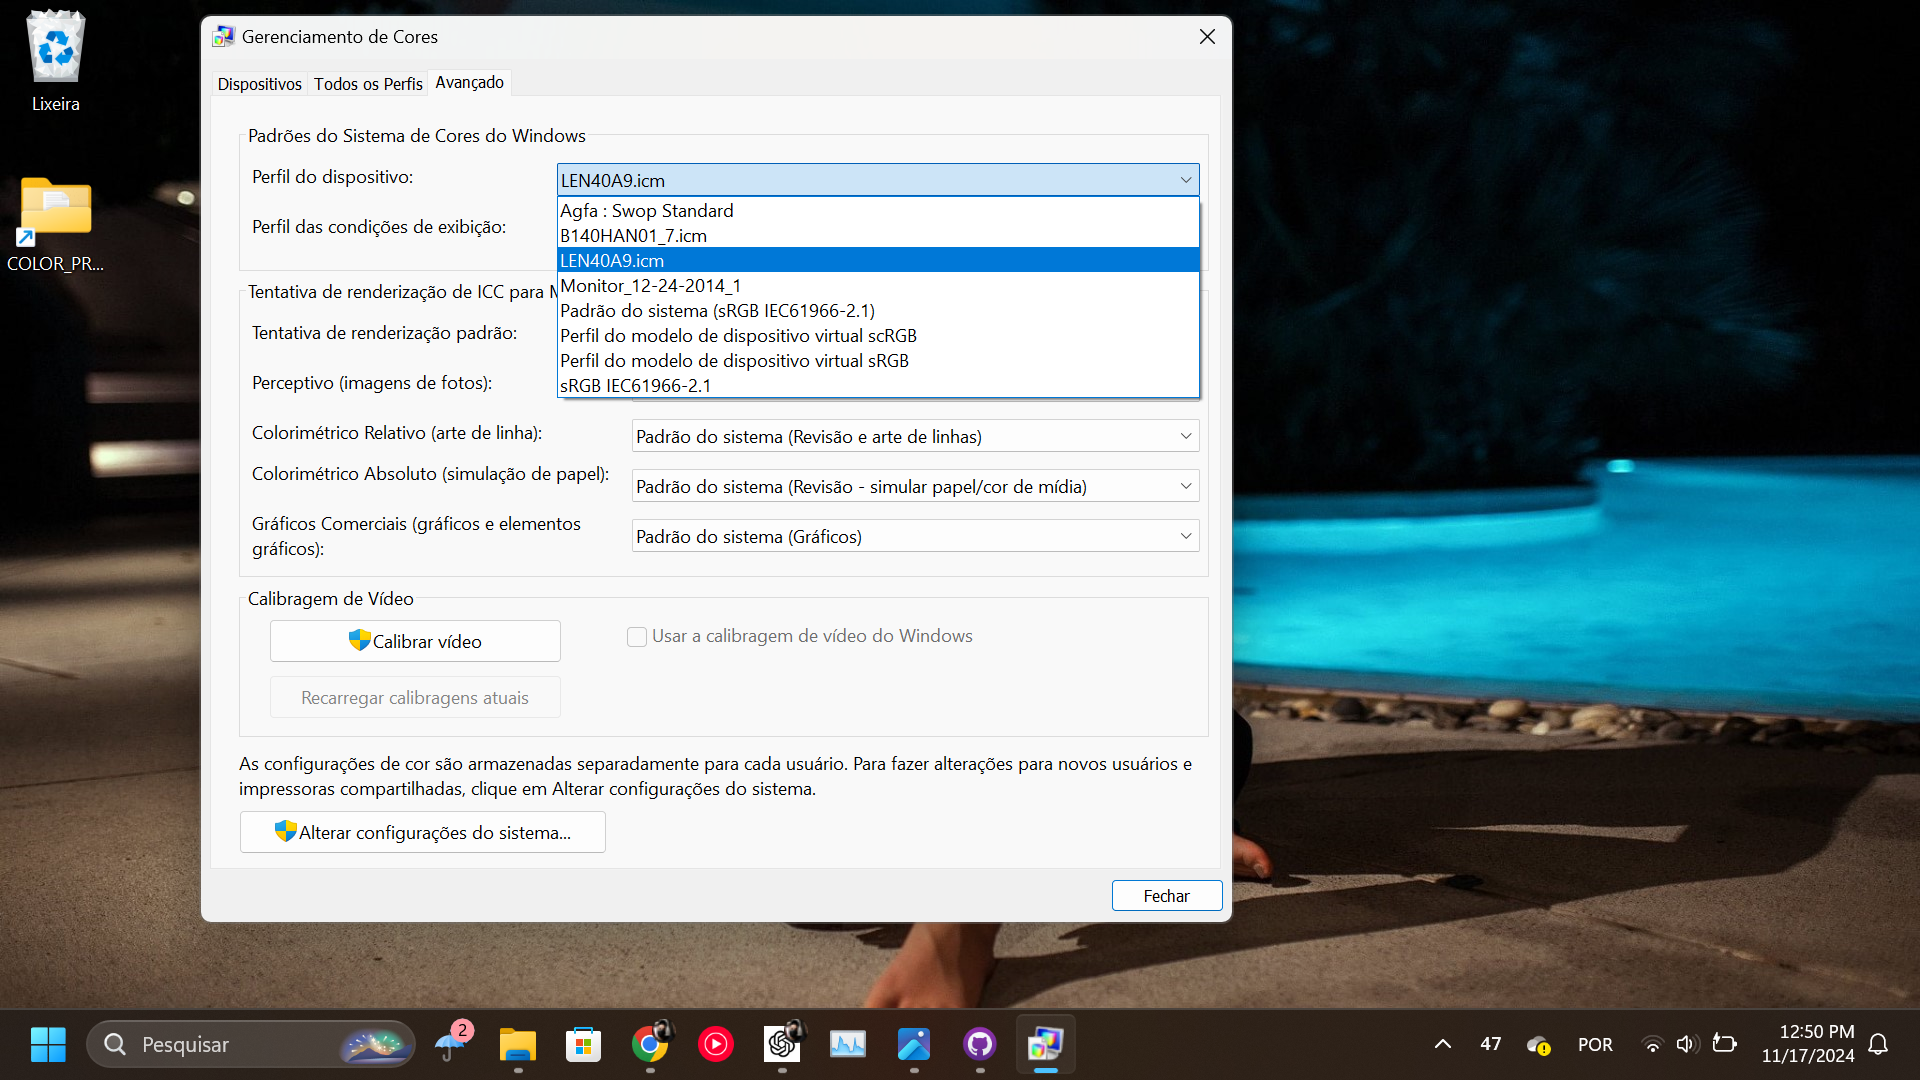 Lixeira
COLOR_PR...
Gerenciamento de Cores
Dispositivos
Todos os Perfis
Avançado
Padrões do Sistema de Cores do Windows
Perfil do dispositivo:
LEN40A9.icm
Agfa : Swop Standard
B140HAN01_7.icm
LEN40A9.icm
Monitor_12-24-2014_1
Padrão do sistema (sRGB IEC61966-2.1)
Perfil do modelo de dispositivo virtual scRGB
Perfil do modelo de dispositivo virtual sRGB
sRGB IEC61966-2.1
Perfil das condições de exibição:
Tentativa de renderização de ICC para
Tentativa de renderização padrão:
Perceptivo (imagens de fotos):
Colorimétrico Relativo (arte de linha):
Padrão do sistema (Revisão e arte de linhas)
Colorimétrico Absoluto (simulação de papel):
Padrão do sistema (Revisão - simular papel/cor de mídia)
Gráficos Comerciais (gráficos e elementos
gráficos):
Padrão do sistema (Gráficos)
Calibragem de Vídeo
Calibrar vídeo
Usar a calibragem de vídeo do Windows
Recarregar calibragens atuais
As configurações de cor são armazenadas separadamente para cada usuário. Para fazer alterações para novos usuários e
impressoras compartilhadas, clique em Alterar configurações do sistema.
Alterar configurações do sistema...
Fechar
Pesquisar
2
47
POR
12:50 PM
11/17/2024